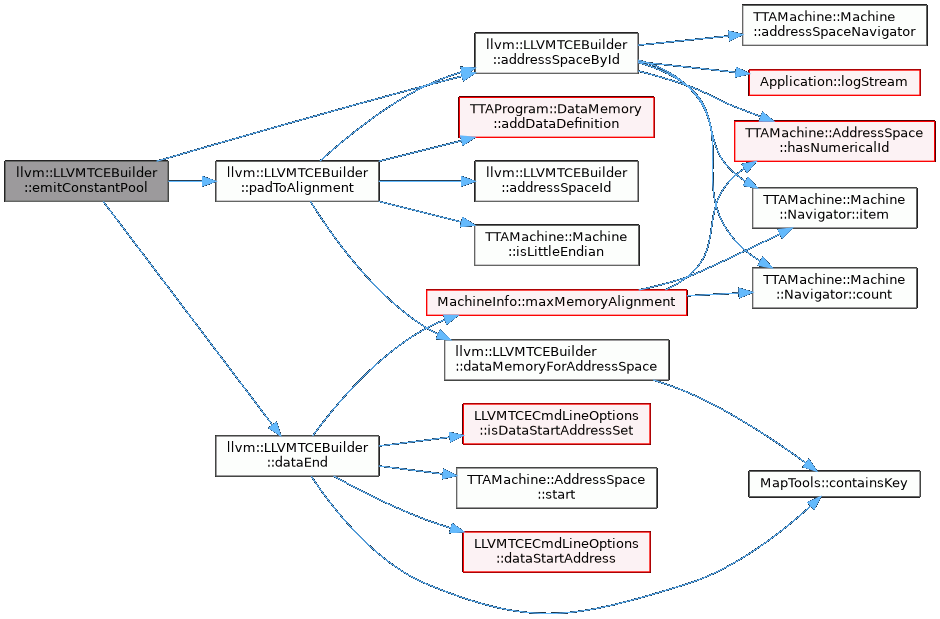 llvm::LLVMTCEBuilder
::emitConstantPool
llvm::LLVMTCEBuilder
::padToAlignment
llvm::LLVMTCEBuilder
::dataEnd
llvm::LLVMTCEBuilder
::addressSpaceById
TTAProgram::DataMemory
::addDataDefinition
llvm::LLVMTCEBuilder
::addressSpaceId
TTAMachine::Machine
::isLittleEndian
MachineInfo::maxMemoryAlignment
llvm::LLVMTCEBuilder
::dataMemoryForAddressSpace
LLVMTCECmdLineOptions
::isDataStartAddressSet
TTAMachine::AddressSpace
::start
LLVMTCECmdLineOptions
::dataStartAddress
TTAMachine::Machine
::addressSpaceNavigator
Application::logStream
TTAMachine::AddressSpace
::hasNumericalId
TTAMachine::Machine
::Navigator::item
TTAMachine::Machine
::Navigator::count
MapTools::containsKey